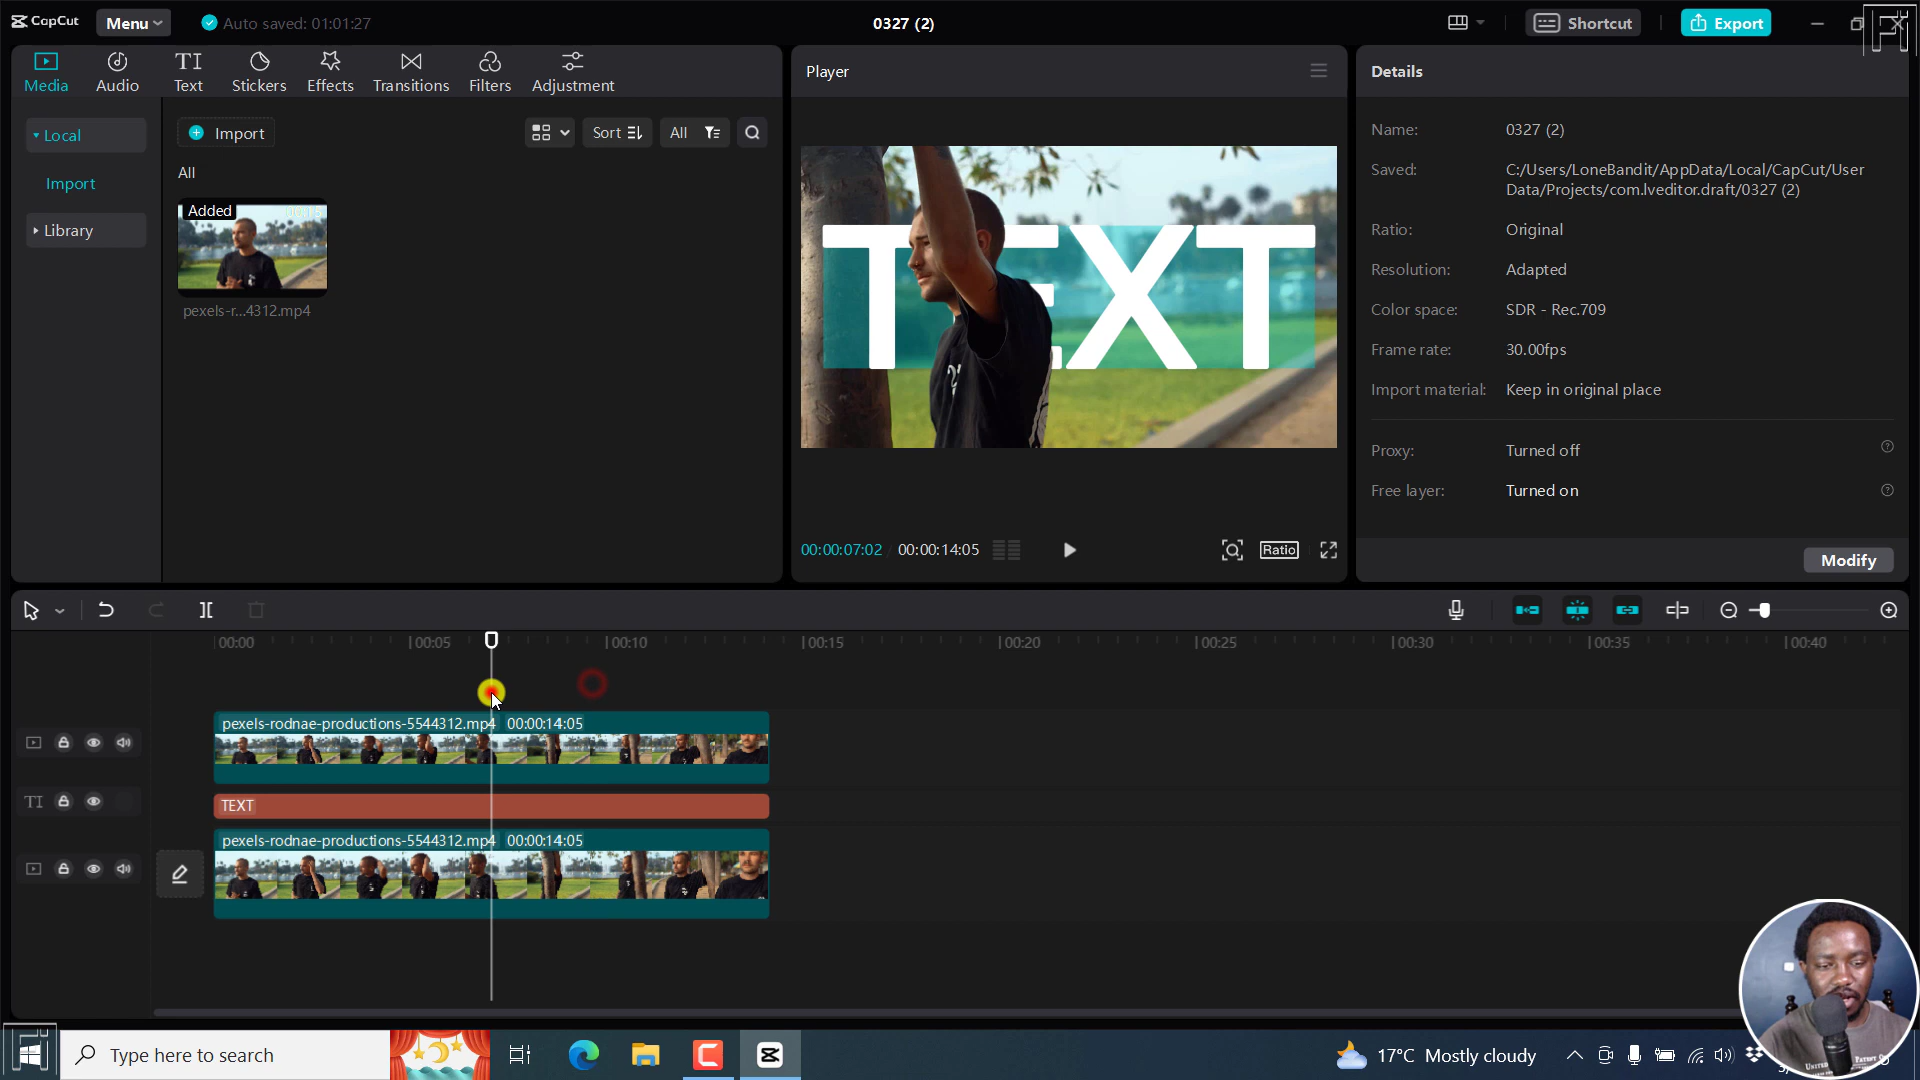 CapCut
Menu
Auto saved: 01:01:27
0327 (2)
Shortcut
Export
Media
Audio
TI
Text
Stickers
Effects
Transitions
Filters
Adjustment
Local
Import
Library
Import
Sort
All
All
Added
pexels-r...4312.mp4
Player
TEXT
00:00:07:02
00:00:14:05
Ratio
Details
Name: 0327 (2)
Saved: C:/Users/LoneBandit/AppData/Local/CapCut/User
Data/Projects/com.lveditor.draft/0327 (2)
Ratio: Original
Resolution: Adapted
Color space: SDR - Rec.709
Frame rate: 30.00fps
Import material: Keep in original place
Proxy: Turned off
Free layer: Turned on
Modify
00:00
00:05
00:10
00:15
00:20
00:25
00:30
00:35
00:40
pexels-rodnae-productions-5544312.mp4 00:00:14:05
TI
TEXT
pexels-rodnae-productions-5544312.mp4 00:00:14:05
Type here to search
17°C Mostly cloudy